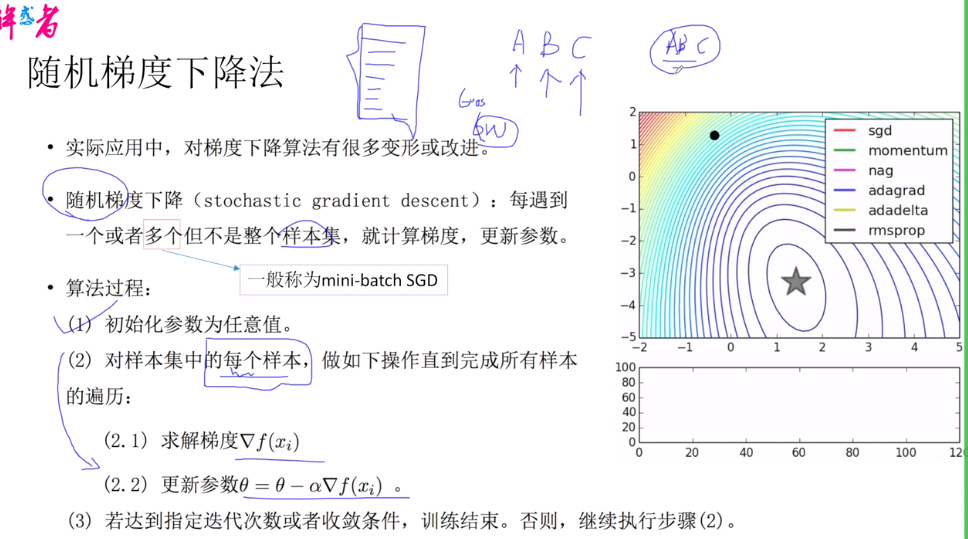 解惑者
A B C
ABC
随机梯度下降法
W
• 实际应用中，对梯度下降算法有很多变形或改进。
• 随机梯度下降（stochastic gradient descent）：每遇到
一个或者多个但不是整个样本集，就计算梯度，更新参数。
一般称为mini-batch SGD
• 算法过程：
(1) 初始化参数为任意值。
(2) 对样本集中的每个样本，做如下操作直到完成所有样本
的遍历：
(2.1) 求解梯度∇f(xᵢ)
(2.2) 更新参数θ = θ − α∇f(xᵢ) 。
(3) 若达到指定迭代次数或者收敛条件，训练结束。否则，继续执行步骤(2)。
sgd
momentum
nag
adagrad
adadelta
rmsprop
2
1
0
−1
−2
−3
−4
−5
−2 −1 0 1 2 3 4 5
100
80
60
40
20
0
0 20 40 60 80 100 120